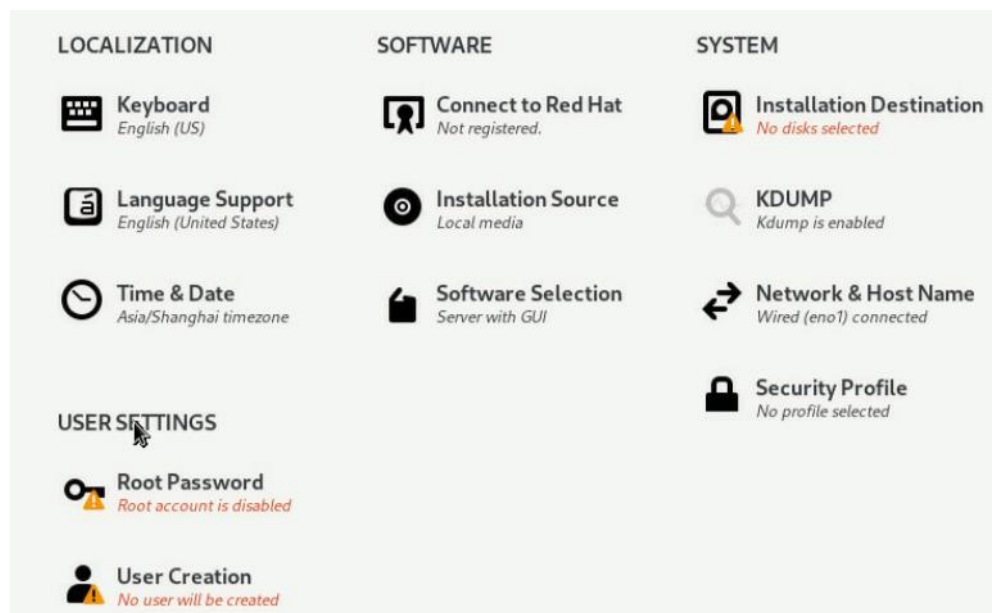 LOCALIZATION
Keyboard
English (US)
Language Support
English (United States)
Time & Date
Asia/Shanghai timezone
SOFTWARE
Connect to Red Hat
Not registered.
Installation Source
Local media
Software Selection
Server with GUI
SYSTEM
Installation Destination
No disks selected
KDUMP
Kdump is enabled
Network & Host Name
Wired (eno1) connected
Security Profile
No profile selected
USER SETTINGS
Root Password
Root account is disabled
User Creation
No user will be created